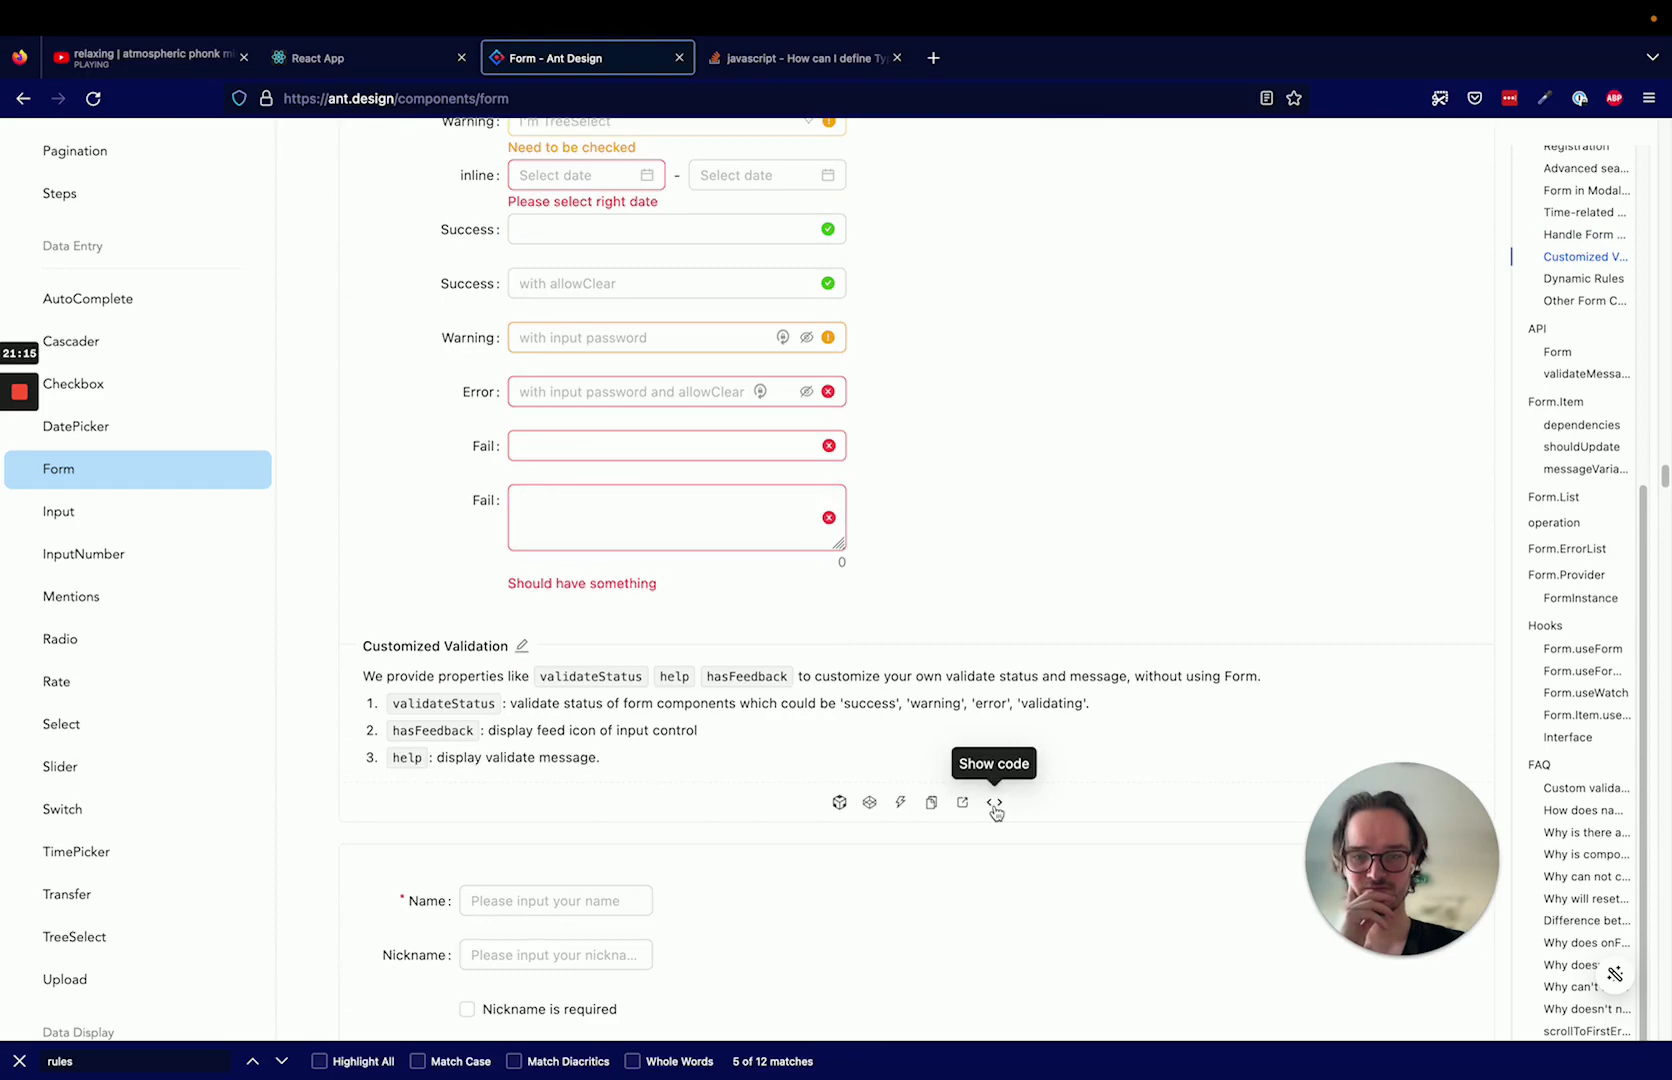 relaxing | atmospheric phonk mi
PLAYING
React App
Form - Ant Design
javascript - How can I define Ty
https://ant.design/components/form
Pagination
Steps
Data Entry
AutoComplete
Cascader
21:15
Checkbox
DatePicker
Form
Input
InputNumber
Mentions
Radio
Rate
Select
Slider
Switch
TimePicker
Transfer
TreeSelect
Upload
Data Display
Warning: I'm TreeSelect
Need to be checked
inline: Select date - Select date
Please select right date
Success:
Success: with allowClear
Warning: with input password
Error: with input password and allowClear
Fail:
Fail:
0
Should have something
Customized Validation
We provide properties like validateStatus help hasFeedback to customize your own validate status and message, without using Form.
1. validateStatus : validate status of form components which could be 'success', 'warning', 'error', 'validating'.
2. hasFeedback : display feed icon of input control
3. help : display validate message.
Show code
* Name: Please input your name
Nickname: Please input your nickna...
Nickname is required
Registration
Advanced sea...
Form in Modal...
Time-related ...
Handle Form ...
Customized V...
Dynamic Rules
Other Form C...
API
Form
validateMessa...
Form.Item
dependencies
shouldUpdate
messageVaria...
Form.List
operation
Form.ErrorList
Form.Provider
FormInstance
Hooks
Form.useForm
Form.useFor...
Form.useWatch
Form.Item.use...
Interface
FAQ
Custom valida...
How does na...
Why is there a...
Why is compo...
Why can not c...
Why will reset...
Difference bet...
Why does onF...
Why does
Why can't
Why doesn't n...
scrollToFirstEr...
ABP
rules
Highlight All
Match Case
Match Diacritics
Whole Words
5 of 12 matches